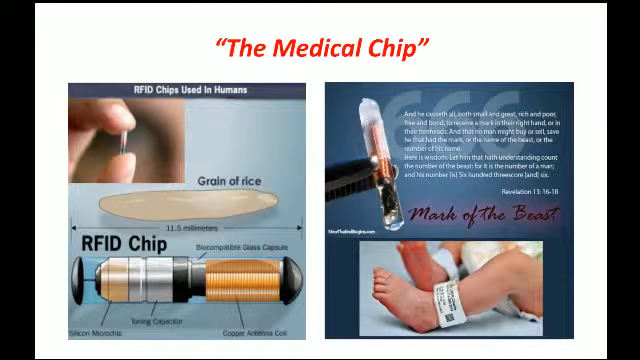 “The Medical Chip”
RFID Chips Used In Humans
Grain of rice
11.5 milimeters
RFID Chip
Biocompatible Glass Capsule
Silicon Microchip
Tuning Capacitor
Copper Antenna Coil
666
And he causeth all, both small and great, rich and poor,
free and bond, to receive a mark in their right hand, or in
their foreheads: And that no man might buy or sell, save
he that had the mark, or the name of the beast, or the
number of his name.
Here is wisdom. Let him that hath understanding count
the number of the beast: for it is the number of a man;
and his number [is] Six hundred threescore [and] six.
Revelation 13:16-18
Mark of the Beast
NowTheEndBegins.com